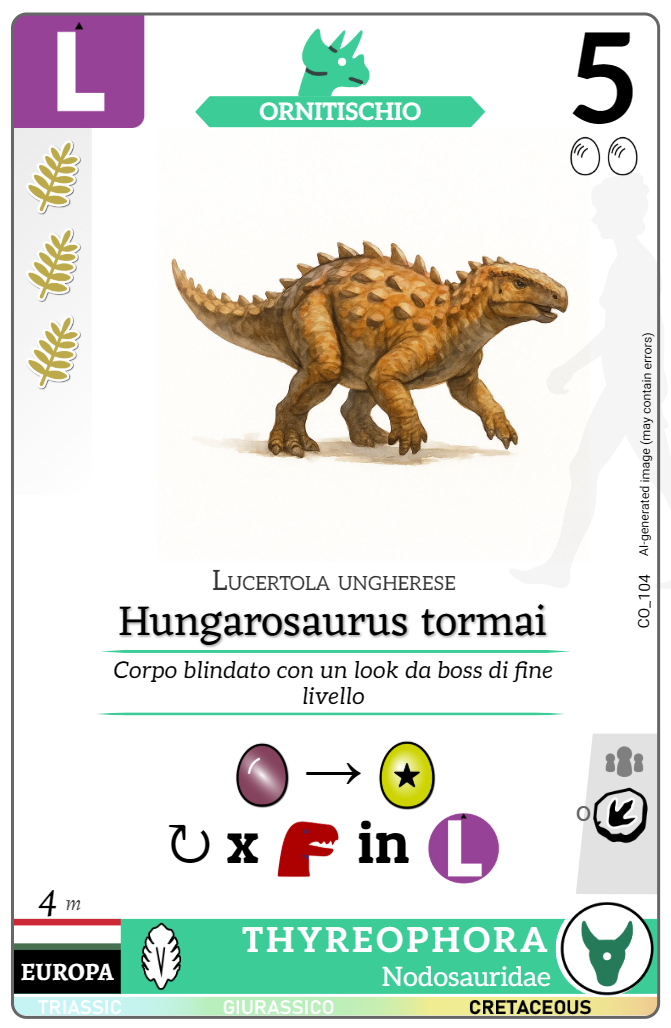 L
ORNITISCHIO
5
AI-generated image (may contain errors)
CO_104
LUCERTOLA UNGHERESE
Hungarosaurus tormai
Corpo blindato con un look da boss di fine
livello
x in L
O
4 m
EUROPA
THYREOPHORA
Nodosauridae
TRIASSIC GIURASSICO CRETACEOUS